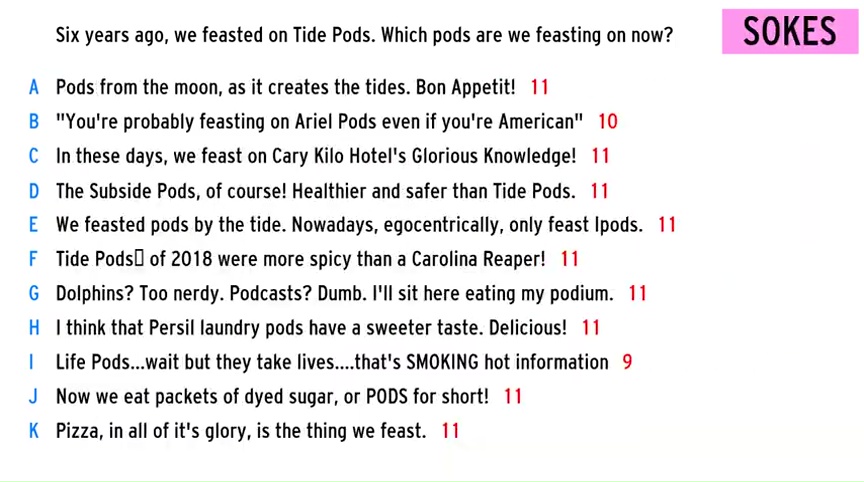 Six years ago, we feasted on Tide Pods. Which pods are we feasting on now?
SOKES
A Pods from the moon, as it creates the tides. Bon Appetit! 11
B "You're probably feasting on Ariel Pods even if you're American" 10
C In these days, we feast on Cary Kilo Hotel's Glorious Knowledge! 11
D The Subside Pods, of course! Healthier and safer than Tide Pods. 11
E We feasted pods by the tide. Nowadays, egocentrically, only feast Ipods. 11
F Tide Pods▯ of 2018 were more spicy than a Carolina Reaper! 11
G Dolphins? Too nerdy. Podcasts? Dumb. I'll sit here eating my podium. 11
H I think that Persil laundry pods have a sweeter taste. Delicious! 11
I Life Pods...wait but they take lives....that's SMOKING hot information 9
J Now we eat packets of dyed sugar, or PODS for short! 11
K Pizza, in all of it's glory, is the thing we feast. 11